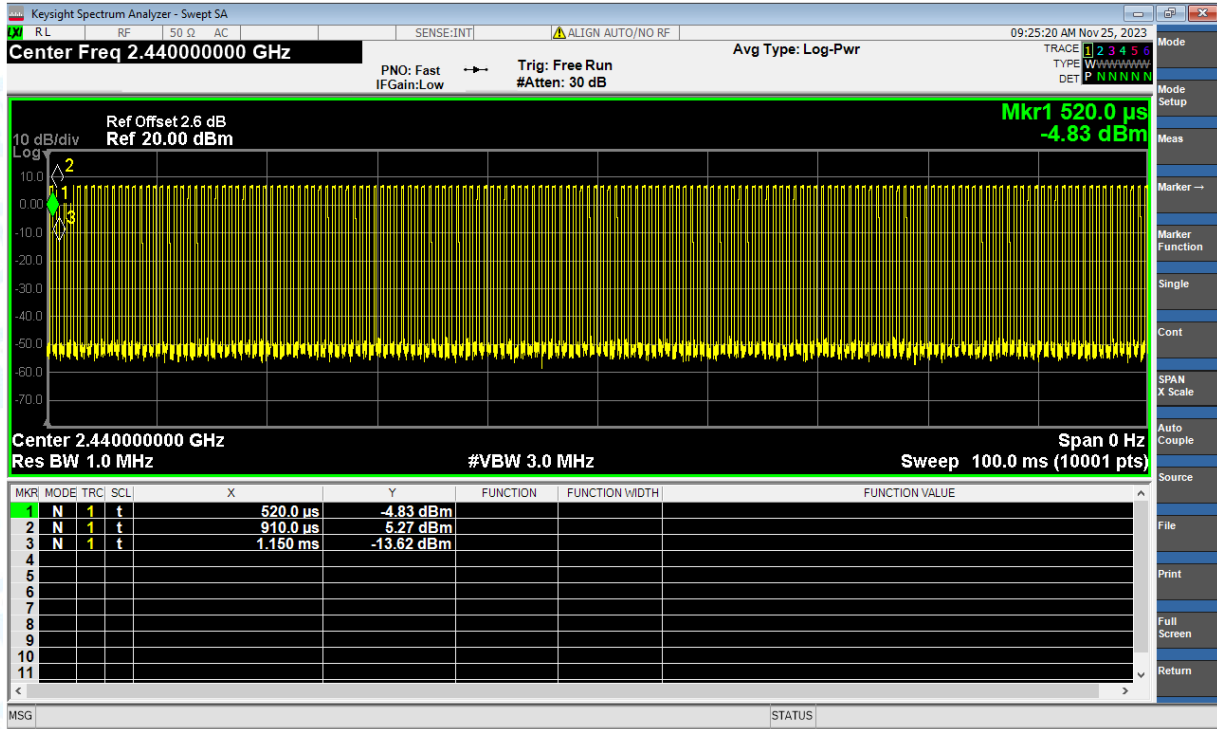 Keysight Spectrum Analyzer - Swept SA
LXI RL RF 50 Ω AC SENSE:INT ALIGN AUTO/NO RF 09:25:20 AM Nov 25, 2023
Center Freq 2.440000000 GHz Avg Type: Log-Pwr TRACE 1 2 3 4 5 6
TYPE WWWWWW
PNO: Fast Trig: Free Run DET P N N N N N
IFGain:Low #Atten: 30 dB
Mkr1 520.0 µs
-4.83 dBm
Ref Offset 2.6 dB
10 dB/div Ref 20.00 dBm
Log
10.0
0.00
-10.0
-20.0
-30.0
-40.0
-50.0
-60.0
-70.0
2
1
3
Center 2.440000000 GHz Span 0 Hz
Res BW 1.0 MHz #VBW 3.0 MHz Sweep 100.0 ms (10001 pts)
MKR MODE TRC SCL X Y FUNCTION FUNCTION WIDTH FUNCTION VALUE
1 N 1 t 520.0 µs -4.83 dBm
2 N 1 t 910.0 µs 5.27 dBm
3 N 1 t 1.150 ms -13.62 dBm
4
5
6
7
8
9
10
11
MSG STATUS
Mode
Mode
Setup
Meas
Marker→
Marker
Function
Single
Cont
SPAN
X Scale
Auto
Couple
Source
File
Print
Full
Screen
Return